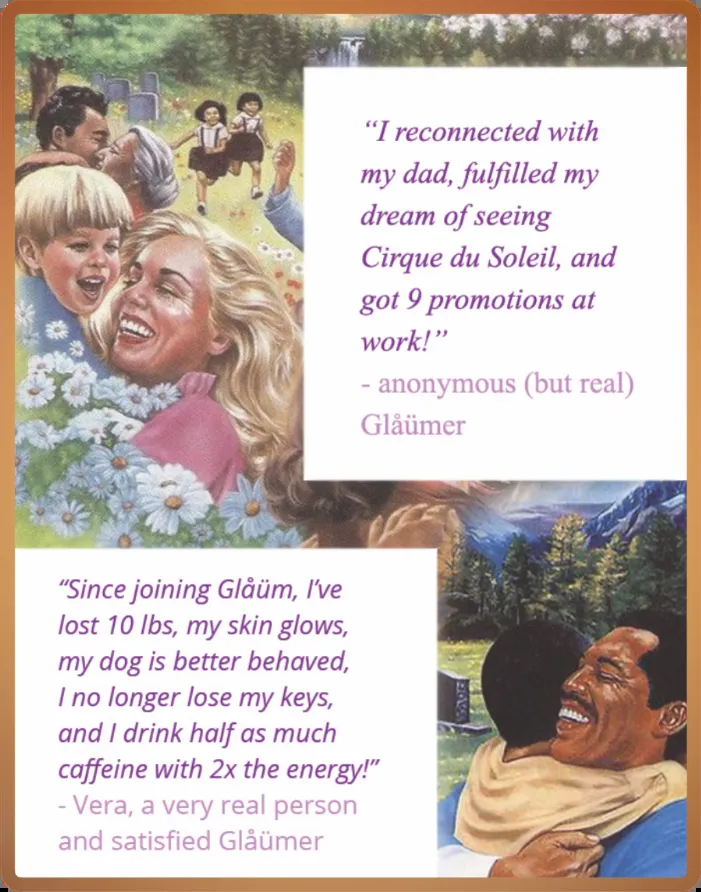 “I reconnected with
my dad, fulfilled my
dream of seeing
Cirque du Soleil, and
got 9 promotions at
work!”
- anonymous (but real)
Glåümer
“Since joining Glåüm, I’ve
lost 10 lbs, my skin glows,
my dog is better behaved,
I no longer lose my keys,
and I drink half as much
caffeine with 2x the energy!”
- Vera, a very real person
and satisfied Glåümer